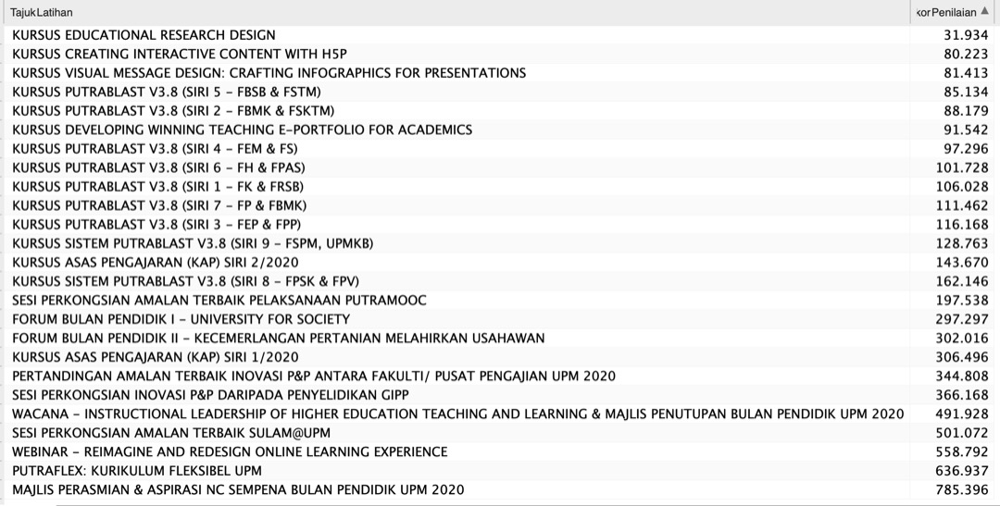 TajukLatihan korPenilaian
KURSUS EDUCATIONAL RESEARCH DESIGN 31.934
KURSUS CREATING INTERACTIVE CONTENT WITH H5P 80.223
KURSUS VISUAL MESSAGE DESIGN: CRAFTING INFOGRAPHICS FOR PRESENTATIONS 81.413
KURSUS PUTRABLAST V3.8 (SIRI 5 – FBSB & FSTM) 85.134
KURSUS PUTRABLAST V3.8 (SIRI 2 – FBMK & FSKTM) 88.179
KURSUS DEVELOPING WINNING TEACHING E-PORTFOLIO FOR ACADEMICS 91.542
KURSUS PUTRABLAST V3.8 (SIRI 4 – FEM & FS) 97.296
KURSUS PUTRABLAST V3.8 (SIRI 6 – FH & FPAS) 101.728
KURSUS PUTRABLAST V3.8 (SIRI 1 – FK & FRSB) 106.028
KURSUS PUTRABLAST V3.8 (SIRI 7 – FP & FBMK) 111.462
KURSUS PUTRABLAST V3.8 (SIRI 3 – FEP & FPP) 116.168
KURSUS SISTEM PUTRABLAST V3.8 (SIRI 9 – FSPM, UPMKB) 128.763
KURSUS ASAS PENGAJARAN (KAP) SIRI 2/2020 143.670
KURSUS SISTEM PUTRABLAST V3.8 (SIRI 8 – FPSK & FPV) 162.146
SESI PERKONGSIAN AMALAN TERBAIK PELAKSANAAN PUTRAMOOC 197.538
FORUM BULAN PENDIDIK I – UNIVERSITY FOR SOCIETY 297.297
FORUM BULAN PENDIDIK II – KECEMERLANGAN PERTANIAN MELAHIRKAN USAHAWAN 302.016
KURSUS ASAS PENGAJARAN (KAP) SIRI 1/2020 306.496
PERTANDINGAN AMALAN TERBAIK INOVASI P&P ANTARA FAKULTI/ PUSAT PENGAJIAN UPM 2020 344.808
SESI PERKONGSIAN INOVASI P&P DARIPADA PENYELIDIKAN GIPP 366.168
WACANA – INSTRUCTIONAL LEADERSHIP OF HIGHER EDUCATION TEACHING AND LEARNING & MAJLIS PENUTUPAN BULAN PENDIDIK UPM 2020 491.928
SESI PERKONGSIAN AMALAN TERBAIK SULAM@UPM 501.072
WEBINAR – REIMAGINE AND REDESIGN ONLINE LEARNING EXPERIENCE 558.792
PUTRAFLEX: KURIKULUM FLEKSIBEL UPM 636.937
MAJLIS PERASMIAN & ASPIRASI NC SEMPENA BULAN PENDIDIK UPM 2020 785.396